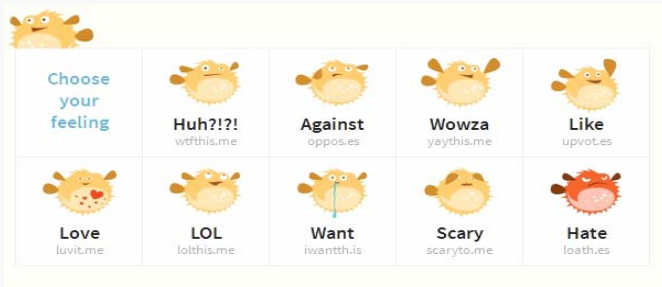 Choose
your
feeling
Huh?!?!
wtfthis.me
Against
oppos.es
Wowza
yaythis.me
Like
upvot.es
Love
luvit.me
LOL
lolthis.me
Want
iwantth.is
Scary
scaryto.me
Hate
loath.es